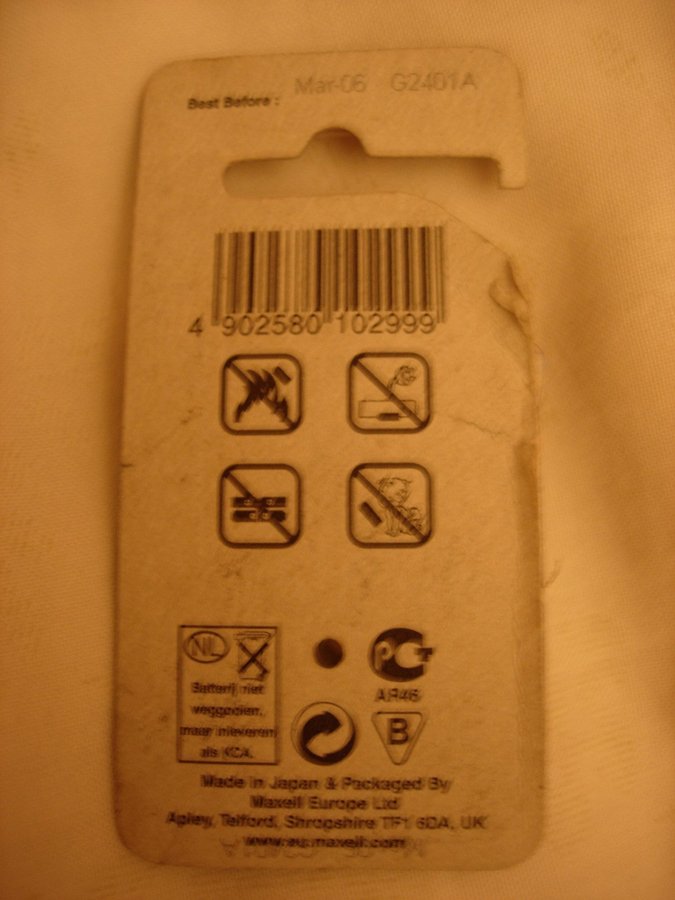 Best Before : Mar-06 G2401A
4 902580 102999
NL
Batterij niet
weggooien,
maar inleveren
als KCA.
PCT
AR46
B
Made in Japan & Packaged By
Maxell Europe Ltd
Apley, Telford, Shropshire TF1 6DA, UK
www.eu.maxell.com